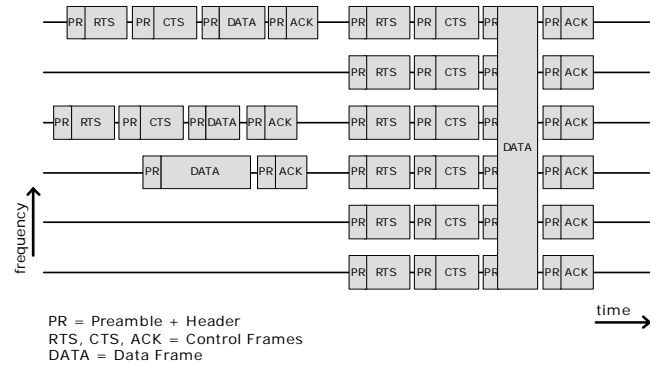 PR RTS PR CTS PR DATA PR ACK PR RTS PR CTS PR PR ACK
PR RTS PR CTS PR PR ACK
PR RTS PR CTS PR DATA PR ACK PR RTS PR CTS PR PR ACK
DATA
PR DATA PR ACK PR RTS PR CTS PR PR ACK
PR RTS PR CTS PR PR ACK
PR RTS PR CTS PR PR ACK
frequency
time
PR = Preamble + Header
RTS, CTS, ACK = Control Frames
DATA = Data Frame